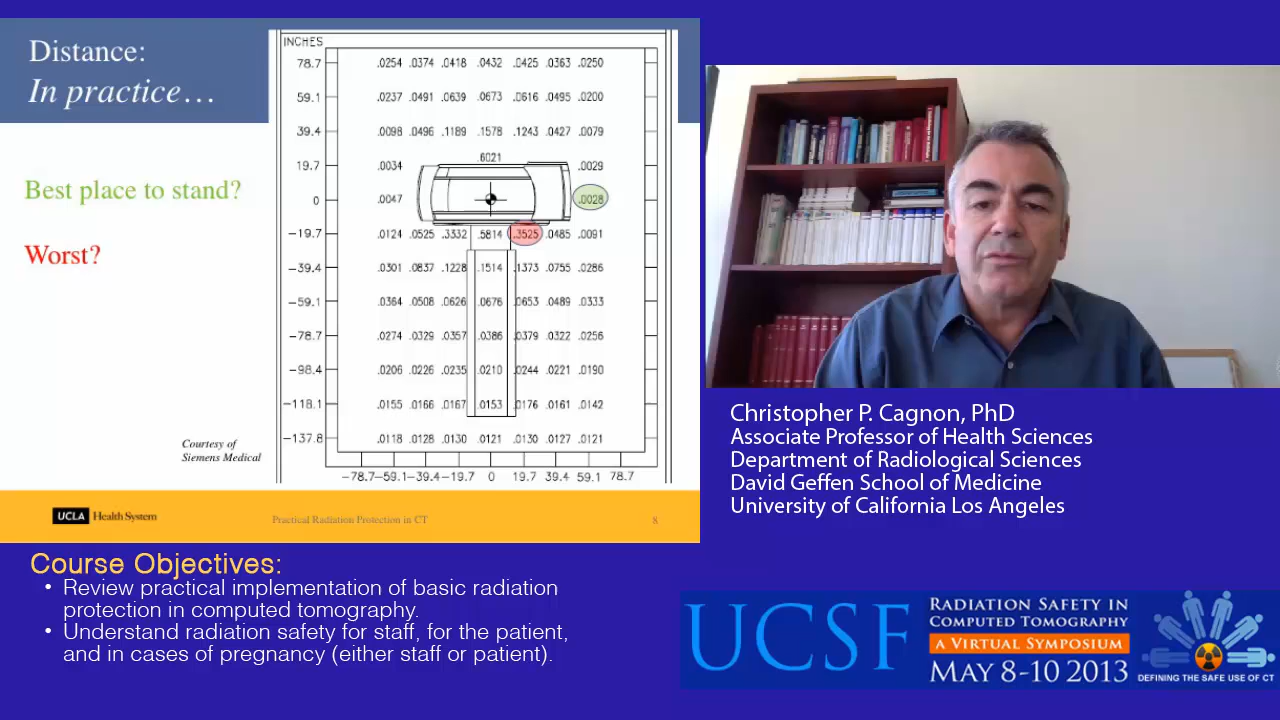 Distance:
In practice…
Best place to stand?
Worst?
Courtesy of
Siemens Medical
INCHES
78.7 .0254 .0374 .0418 .0432 .0425 .0363 .0250
59.1 .0237 .0491 .0639 .0673 .0616 .0495 .0200
39.4 .0098 .0496 .1189 .1578 .1243 .0427 .0079
.6021
19.7 .0034 .0029
0 .0047 .0028
−19.7 .0124 .0525 .3332 .5814 .3525 .0485 .0091
−39.4 .0301 .0837 .1228 .1514 .1373 .0755 .0286
−59.1 .0364 .0508 .0626 .0676 .0653 .0489 .0333
−78.7 .0274 .0329 .0357 .0386 .0379 .0322 .0256
−98.4 .0206 .0226 .0235 .0210 .0244 .0221 .0190
−118.1 .0155 .0166 .0167 .0153 .0176 .0161 .0142
−137.8 .0118 .0128 .0130 .0121 .0130 .0127 .0121
−78.7 −59.1 −39.4 −19.7 0 19.7 39.4 59.1 78.7
UCLA Health System
Practical Radiation Protection in CT
8
Christopher P. Cagnon, PhD
Associate Professor of Health Sciences
Department of Radiological Sciences
David Geffen School of Medicine
University of California Los Angeles
Course Objectives:
• Review practical implementation of basic radiation
protection in computed tomography.
• Understand radiation safety for staff, for the patient,
and in cases of pregnancy (either staff or patient).
UCSF
RADIATION SAFETY IN
COMPUTED TOMOGRAPHY
A VIRTUAL SYMPOSIUM
MAY 8-10 2013
DEFINING THE SAFE USE OF CT